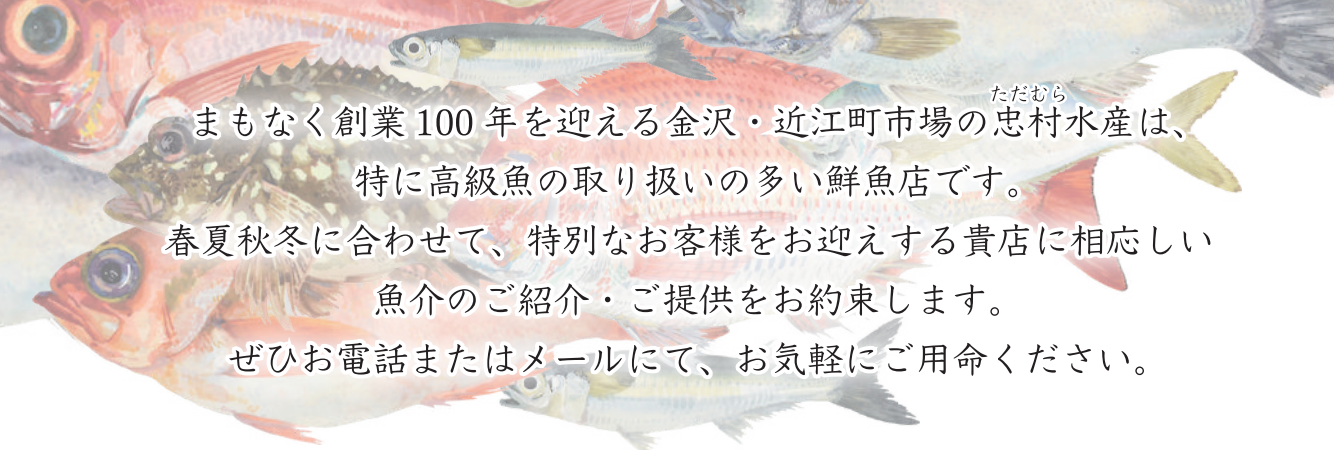 まもなく創業100年を迎える金沢・近江町市場の忠村水産は、
ただむら
特に高級魚の取り扱いの多い鮮魚店です。
春夏秋冬に合わせて、特別なお客様をお迎えする貴店に相応しい
魚介のご紹介・ご提供をお約束します。
ぜひお電話またはメールにて、お気軽にご用命ください。